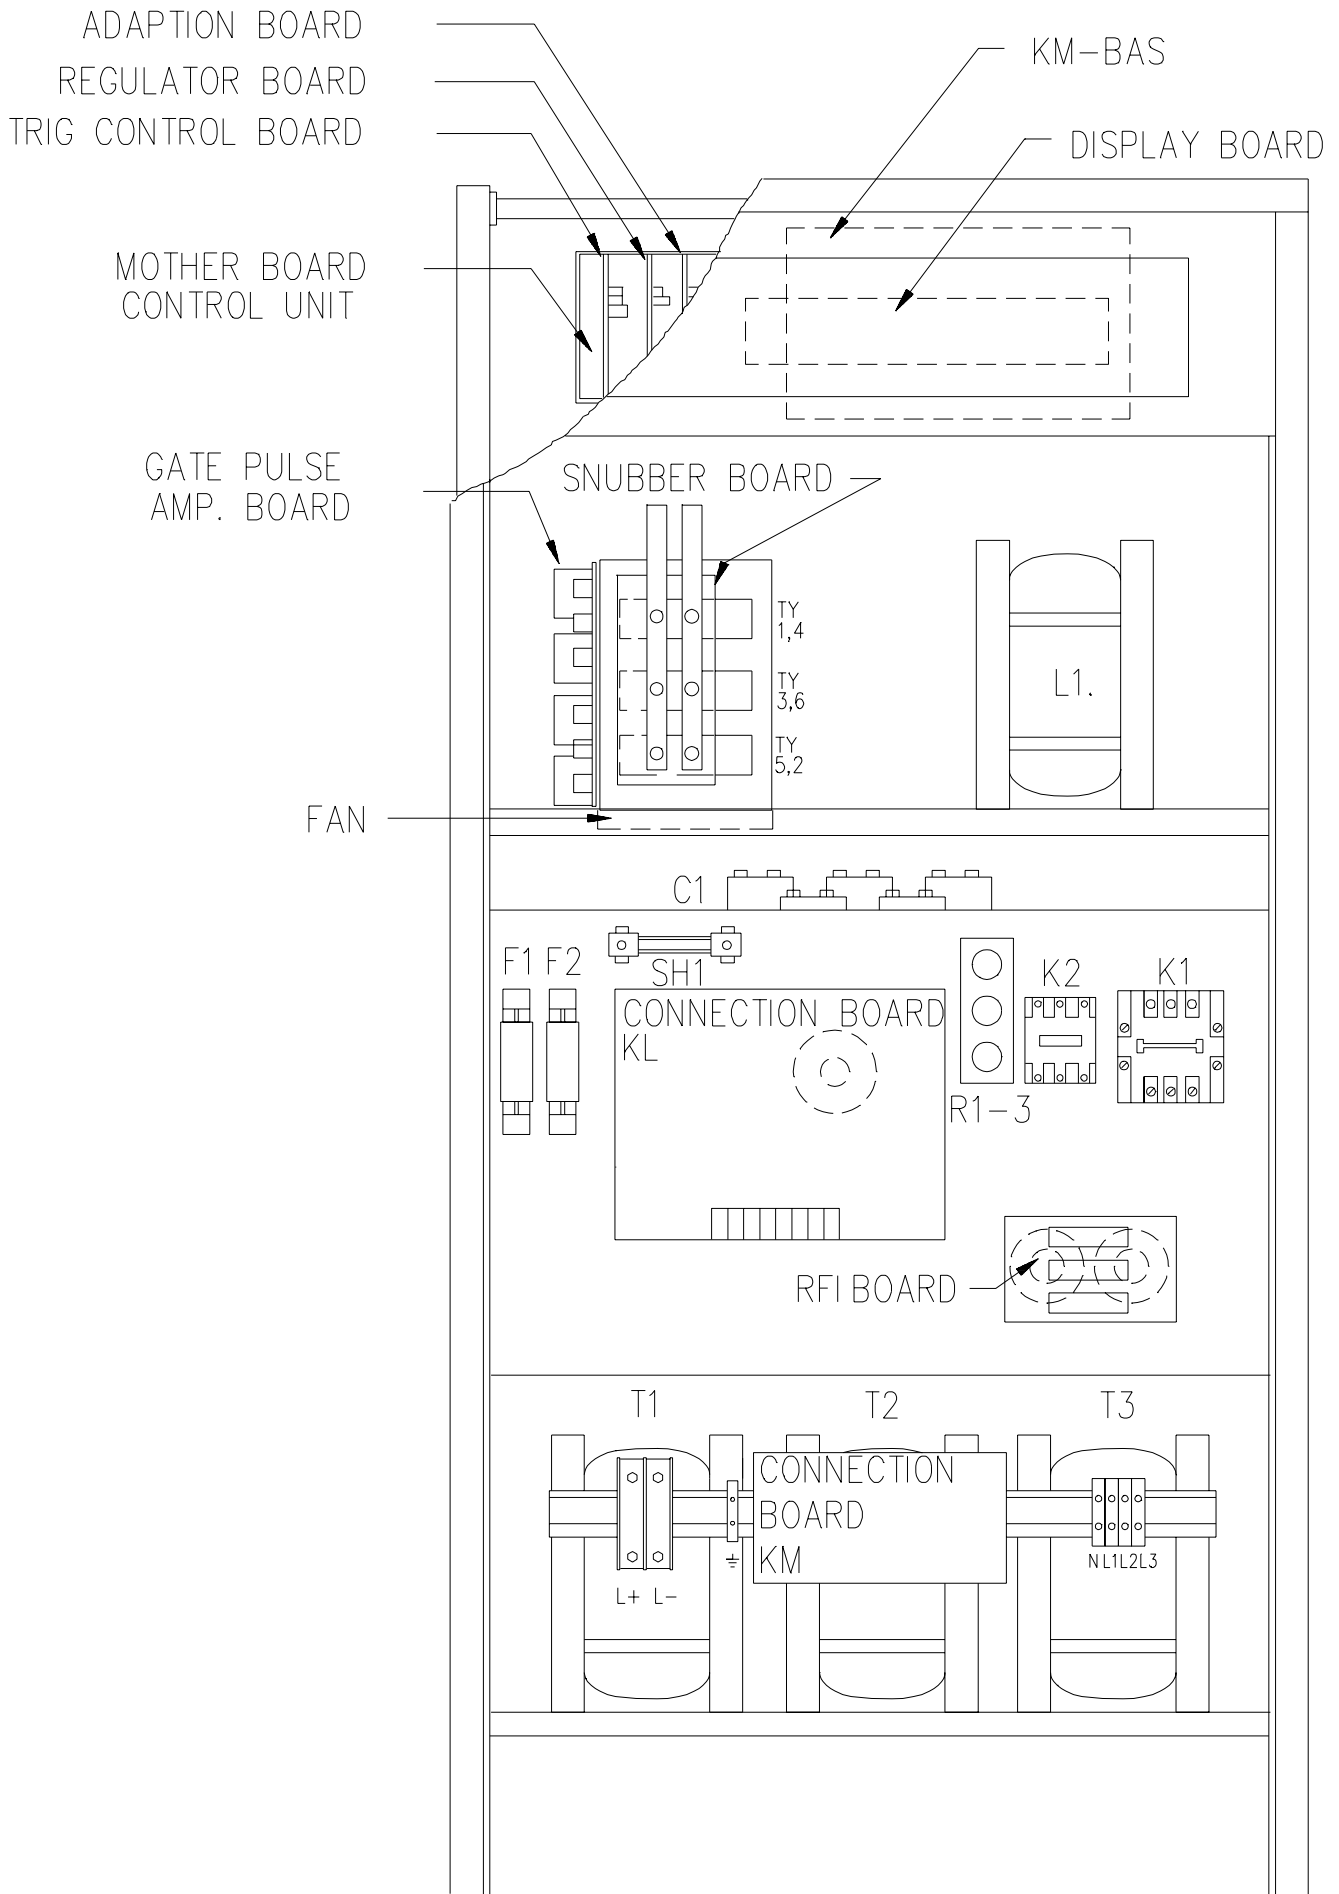 ADAPTION BOARD
REGULATOR BOARD
TRIG CONTROL BOARD
KM-BAS
DISPLAY BOARD
MOTHER BOARD
CONTROL UNIT
GATE PULSE
AMP. BOARD
SNUBBER BOARD
TY
1,4
TY
3,6
TY
5,2
L1.
FAN
C1
F1 F2
SH1
K2
K1
CONNECTION BOARD
KL
R1-3
RFI BOARD
T1
T2
T3
CONNECTION
BOARD
KM
L+ L-
N L1 L2 L3